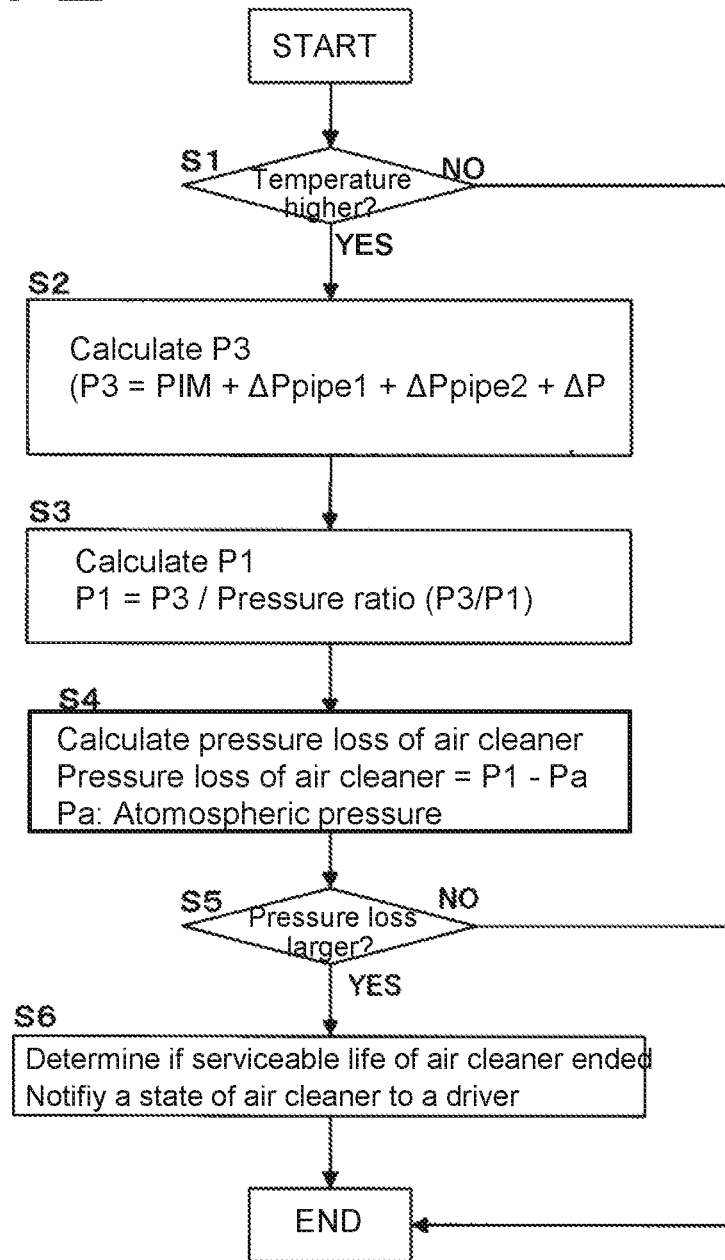 START
S1
Temperature
higher?
NO
YES
S2
Calculate P3
(P3 = PIM + ΔPpipe1 + ΔPpipe2 + ΔP
S3
Calculate P1
P1 = P3 / Pressure ratio (P3/P1)
S4
Calculate pressure loss of air cleaner
Pressure loss of air cleaner = P1 - Pa
Pa: Atomospheric pressure
S5
Pressure loss
larger?
NO
YES
S6
Determine if serviceable life of air cleaner ended
Notifiy a state of air cleaner to a driver
END